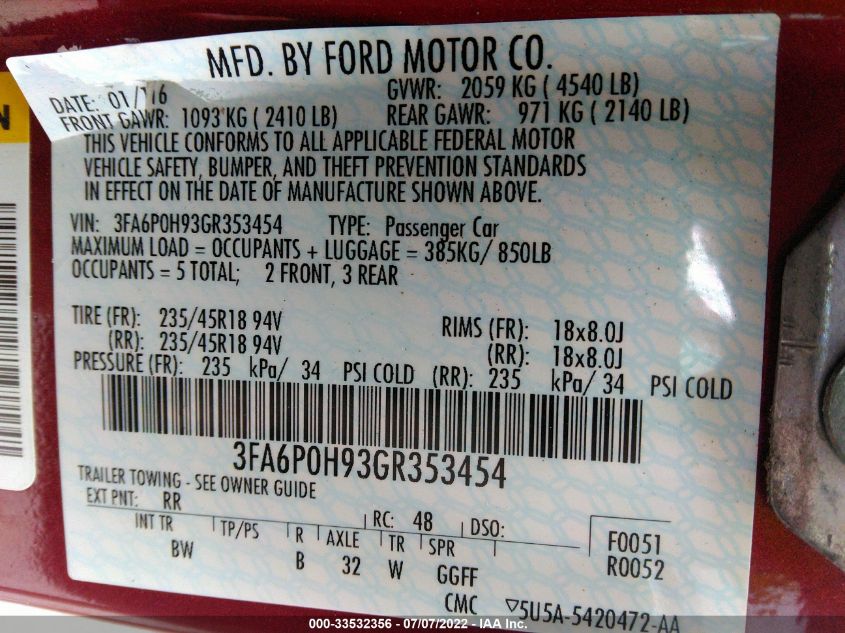 MFD. BY FORD MOTOR CO.
DATE: 01/16 GVWR: 2059 KG ( 4540 LB)
FRONT GAWR: 1093 KG ( 2410 LB) REAR GAWR: 971 KG ( 2140 LB)
THIS VEHICLE CONFORMS TO ALL APPLICABLE FEDERAL MOTOR
VEHICLE SAFETY, BUMPER, AND THEFT PREVENTION STANDARDS
IN EFFECT ON THE DATE OF MANUFACTURE SHOWN ABOVE.
VIN: 3FA6P0H93GR353454 TYPE: Passenger Car
MAXIMUM LOAD = OCCUPANTS + LUGGAGE = 385KG/ 850LB
OCCUPANTS = 5 TOTAL; 2 FRONT, 3 REAR
TIRE (FR): 235/45R18 94V RIMS (FR): 18x8.0J
(RR): 235/45R18 94V (RR): 18x8.0J
PRESSURE (FR): 235 kPa/ 34 PSI COLD (RR): 235 kPa/ 34 PSI COLD
3FA6P0H93GR353454
TRAILER TOWING - SEE OWNER GUIDE
EXT PNT: RR RC: 48 DSO:
INT TR TP/PS R AXLE TR SPR F0051
BW B 32 W GGFF R0052
CMC 5U5A-5420472-AA
N
000-33532356 - 07/07/2022 - IAA Inc.